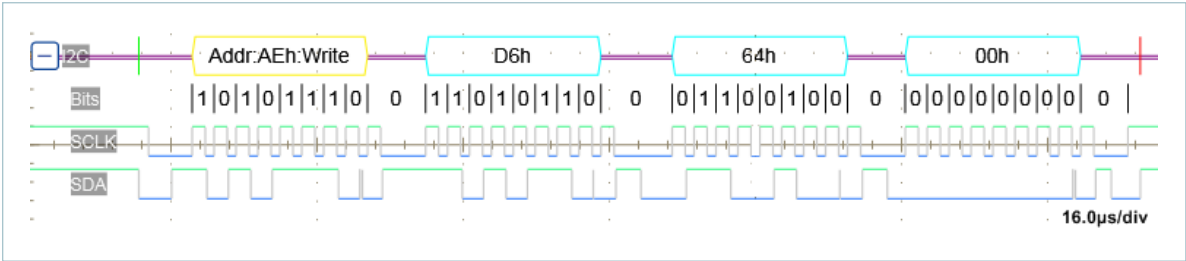 I2C Addr:AEh:Write D6h 64h 00h
Bits 1 0 1 0 1 1 1 0 0 1 1 0 1 0 1 1 0 0 0 1 1 0 0 1 0 0 0 0 0 0 0 0 0 0 0 0
SCLK
SDA
16.0µs/div